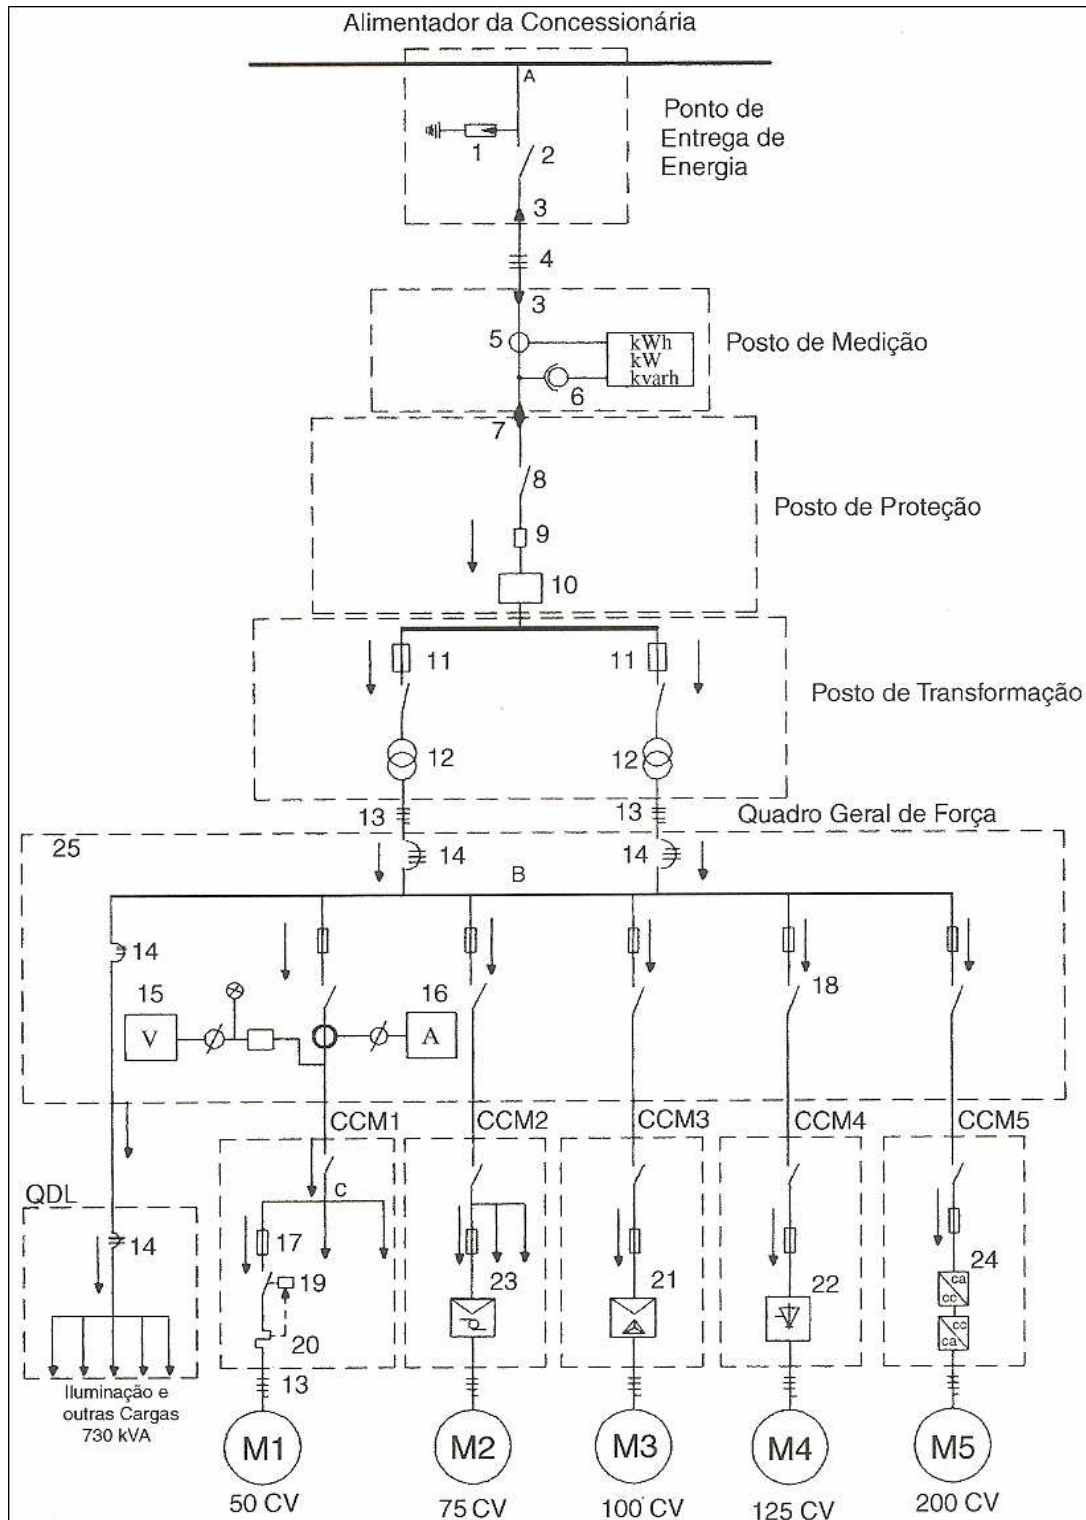 Alimentador da Concessionária
A
Ponto de
Entrega de
Energia
1
2
3
4
3
5
kWh
kW
kvarh
Posto de Medição
6
7
8
Posto de Proteção
9
10
11
11
Posto de Transformação
12
12
13
13
Quadro Geral de Força
25
14
14
B
14
15
16
18
V
A
CCM1
CCM2
CCM3
CCM4
CCM5
QDL
C
14
17
19
20
23
21
22
24
ca
cc
cc
ca
13
Iluminação e
outras Cargas
730 kVA
M1
M2
M3
M4
M5
50 CV
75 CV
100 CV
125 CV
200 CV